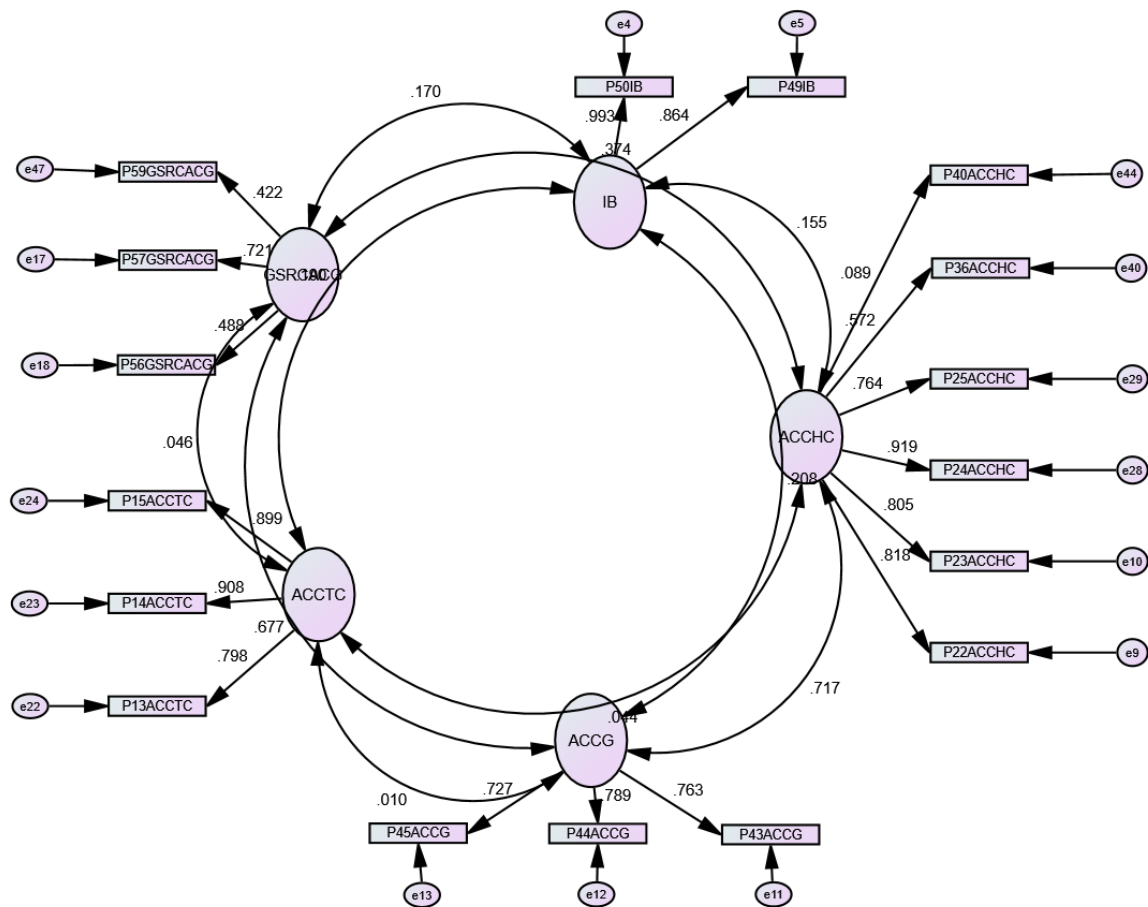 e4
e5
P50IB
P49IB
.170
.993
.864
.374
IB
e47
P59GSRCACG
.422
P40ACCHC
e44
.155
e17
P57GSRCACG
.721
GSRCACG
.190
.089
P36ACCHC
e40
.572
.488
e18
P56GSRCACG
.764
P25ACCHC
e29
.046
ACCHC
.919
P24ACCHC
e28
.208
e24
P15ACCTC
.899
.805
.818
P23ACCHC
e10
ACCTC
e23
P14ACCTC
.908
.677
.798
P22ACCHC
e9
e22
P13ACCTC
.717
.044
ACCG
.010
.727
.789
.763
P45ACCG
P44ACCG
P43ACCG
e13
e12
e11